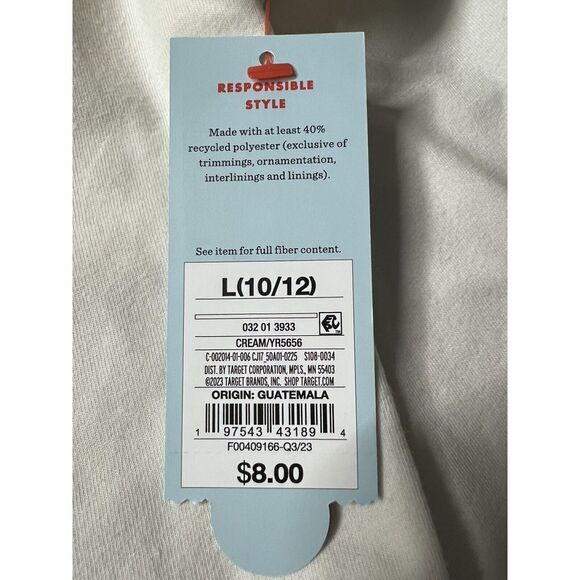 RESPONSIBLE
STYLE
Made with at least 40%
recycled polyester (exclusive of
trimmings, ornamentation,
interlinings and linings).
See item for full fiber content.
L(10/12)
032 01 3933
CREAM/YR5656
C-002014-01-006 CJ17_50A01-0225 S108-0034
DIST. BY TARGET CORPORATION, MPLS., MN 55403
©2023 TARGET BRANDS, INC. SHOP TARGET.COM
ORIGIN: GUATEMALA
1 97543 43189 4
F00409166-Q3/23
$8.00